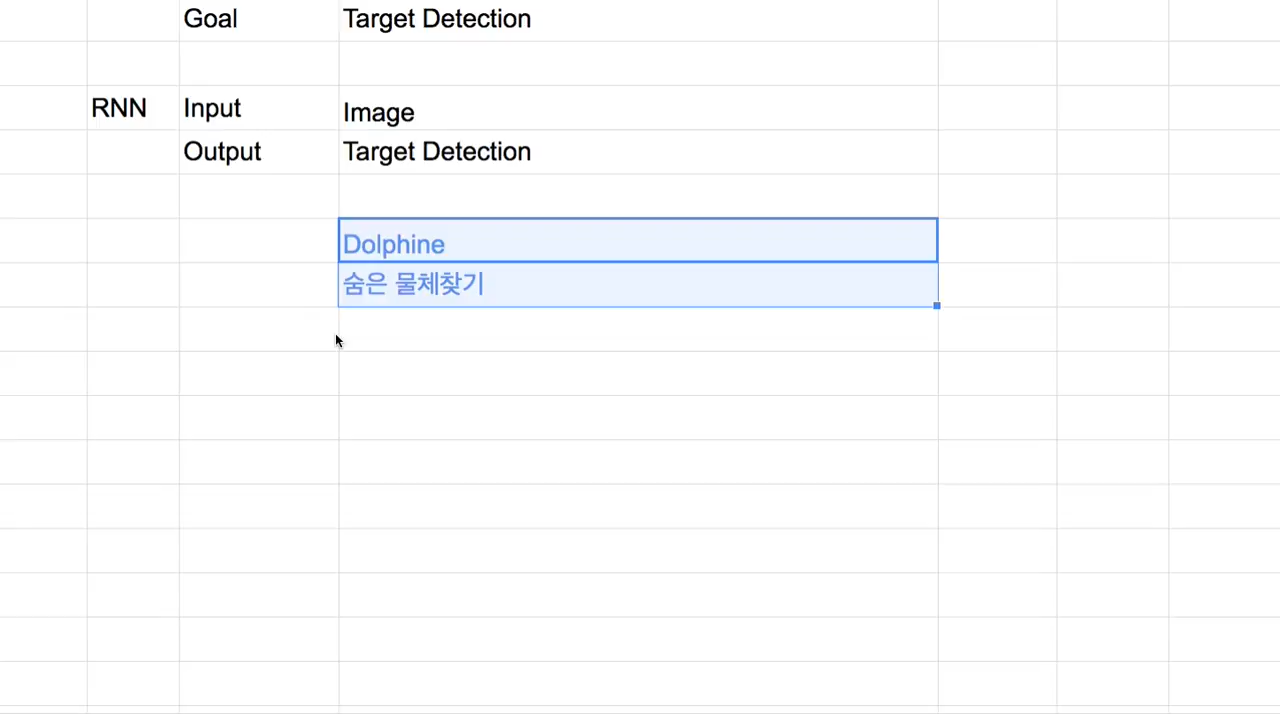 Goal Target Detection
RNN Input Image
Output Target Detection
Dolphine
숨은 물체찾기